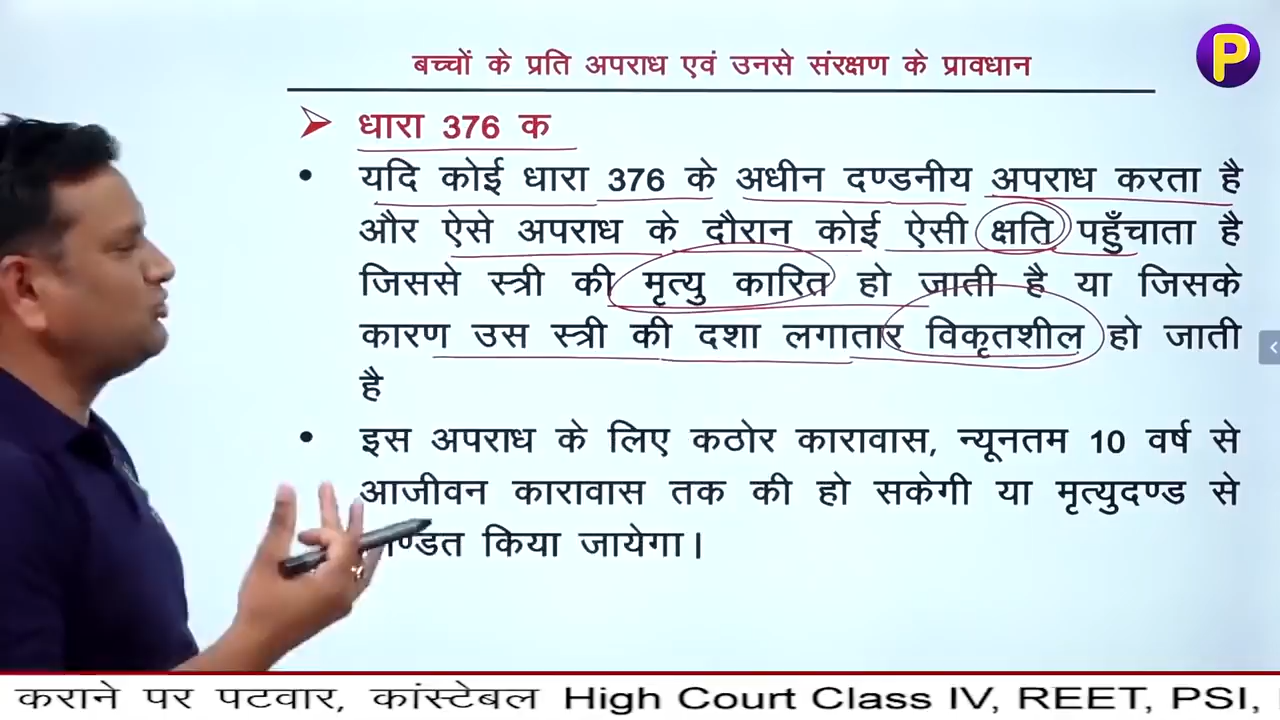 P
बच्चों के प्रति अपराध एवं उनसे संरक्षण के प्रावधान
धारा 376 क
यदि कोई धारा 376 के अधीन दण्डनीय अपराध करता है
और ऐसे अपराध के दौरान कोई ऐसी क्षति पहुँचाता है
जिससे स्त्री की मृत्यु कारित हो जाती है या जिसके
कारण उस स्त्री की दशा लगातार विकृतशील हो जाती
है
इस अपराध के लिए कठोर कारावास, न्यूनतम 10 वर्ष से
आजीवन कारावास तक की हो सकेगी या मृत्युदण्ड से
किया जायेगा।
कराने पर पटवार, कांस्टेबल High Court Class IV, REET, PSI,